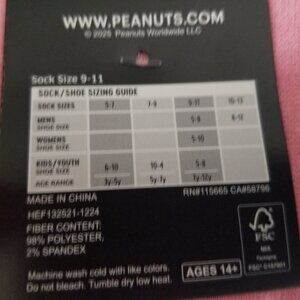 WWW.PEANUTS.COM
© 2025 Peanuts Worldwide LLC
Sock Size 9-11
SOCK/SHOE SIZING GUIDE
SOCK SIZES 5-7 7-9 9-11 10-13
MENS SHOE SIZE 5-8 6-12
WOMENS SHOE SIZE 5-10
KIDS/YOUTH SHOE SIZE 6-10 10-4 5-8
AGE RANGE 3y-5y 5y-7y 7y-12y
MADE IN CHINA RN#115665 CA#58796
HEF132521-1224
FIBER CONTENT:
98% POLYESTER,
2% SPANDEX
FSC
MIX
Machine wash cold with like colors.
Do not bleach. Tumble dry low heat.
AGES 14+